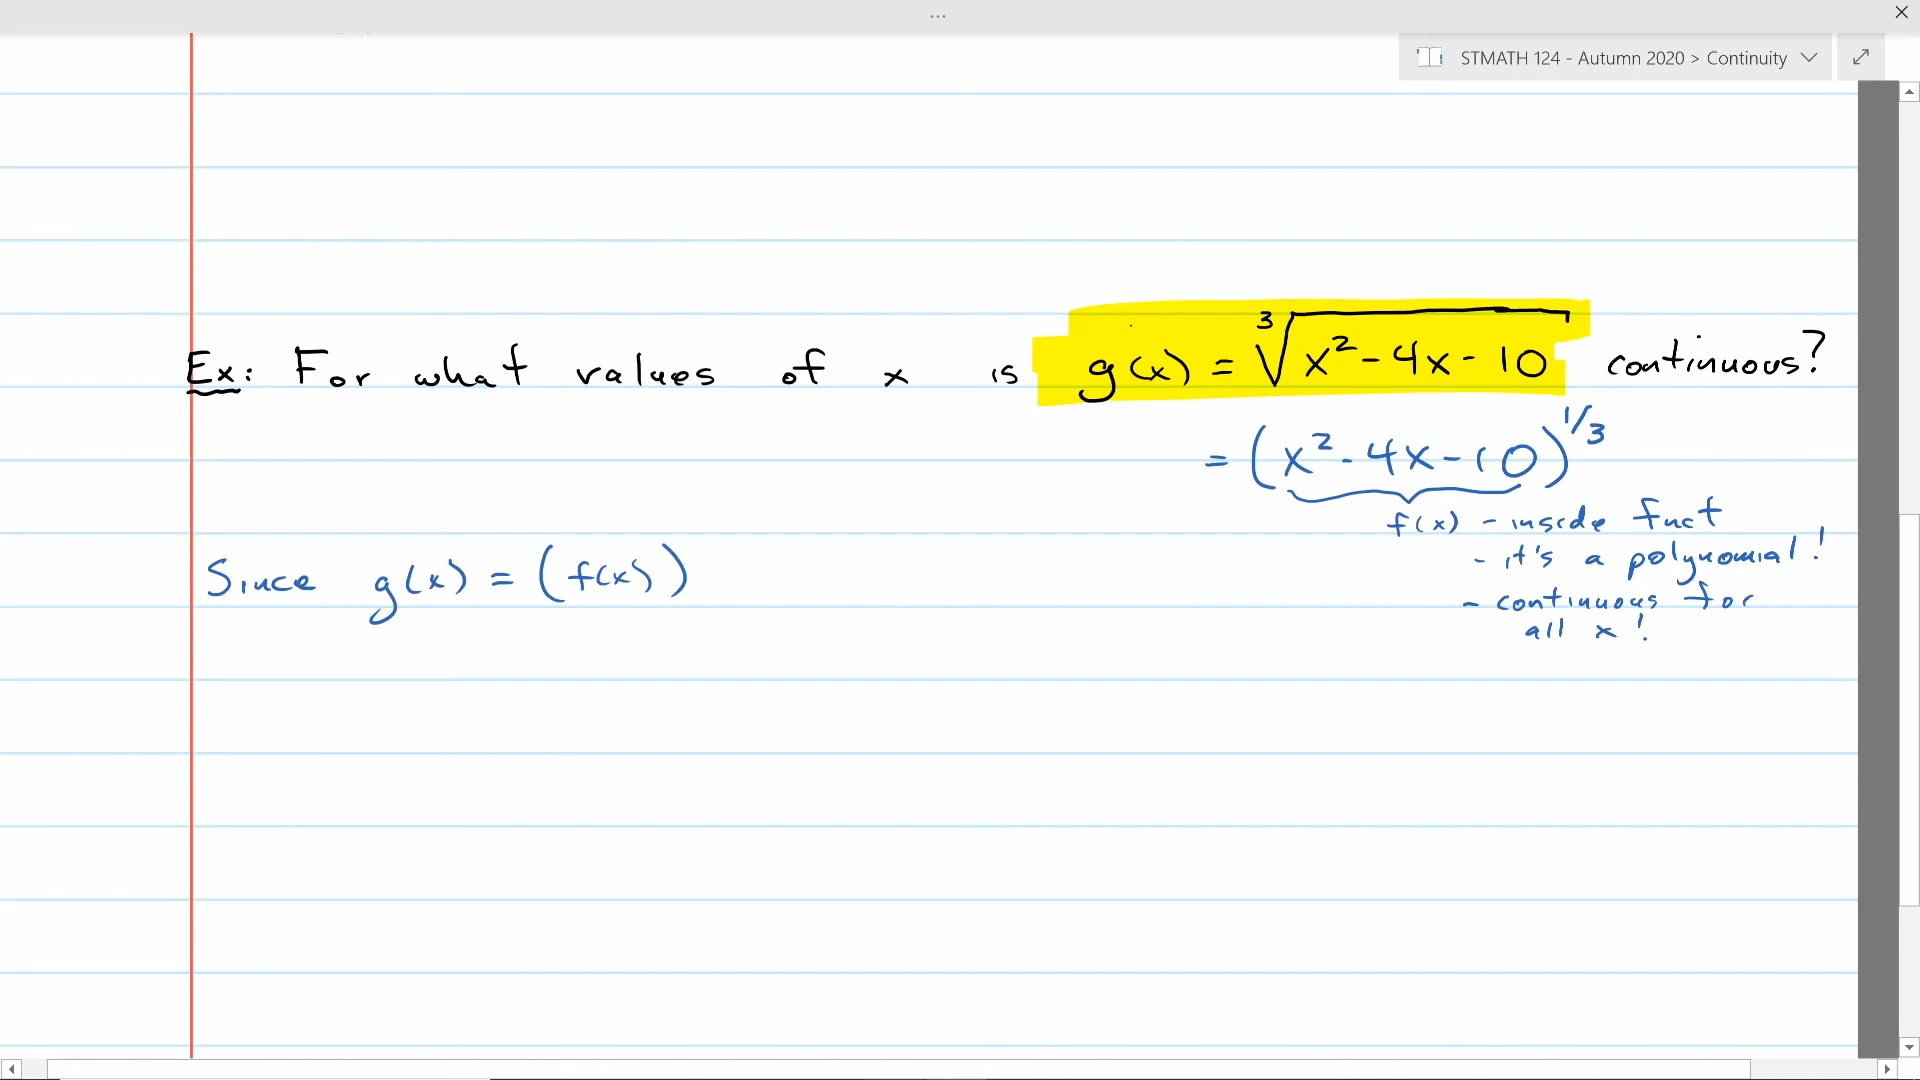 STMATH 124 - Autumn 2020 > Continuity
Ex: For what values of x is g(x) = ∛(x² - 4x - 10) continuous?
= (x² - 4x - 10)^1/3
f(x) - inside funct
- it's a polynomial!
Since g(x) = (f(x))
- continuous for
all x!